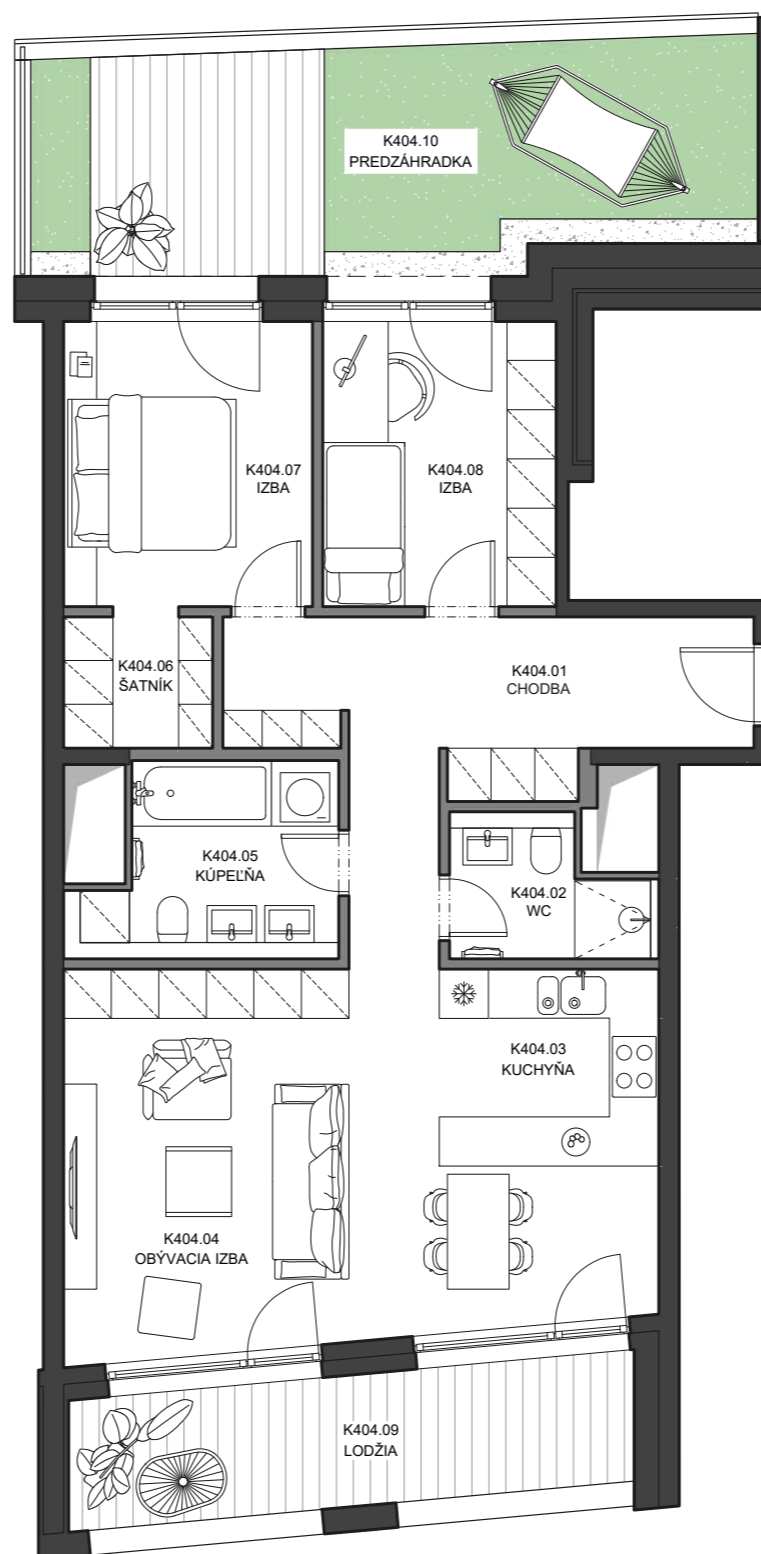 K404.10
PREDZÁHRADKA
K404.07
IZBA
K404.08
IZBA
K404.06
ŠATNÍK
K404.01
CHODBA
K404.05
KÚPEĽŇA
K404.02
WC
K404.03
KUCHYŇA
K404.04
OBÝVACIA IZBA
K404.09
LODŽIA